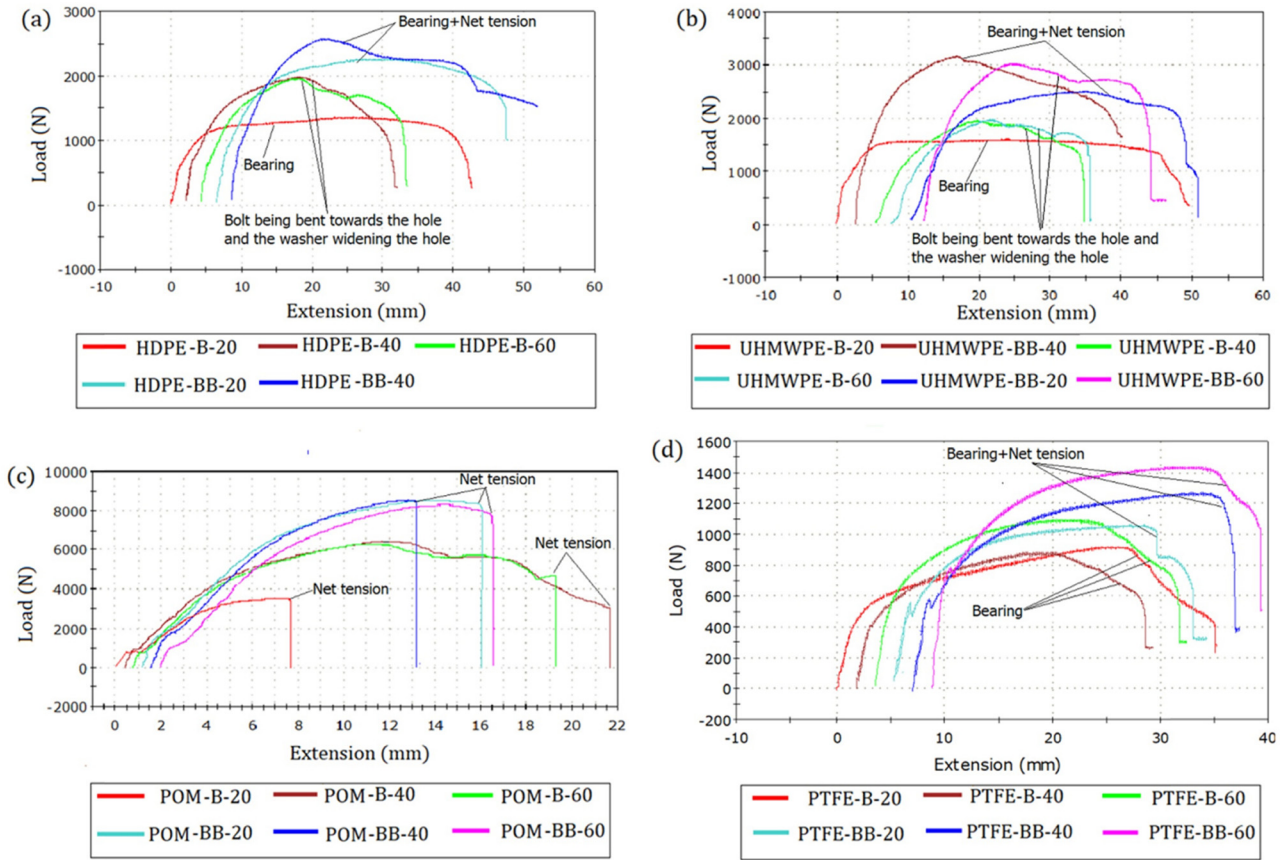 (a)
Load (N)
3000
2000
1000
0
-1000
-10
0
10
20
30
40
50
60
Extension (mm)
Bearing+Net tension
Bearing
Bolt being bent towards the hole
and the washer widening the hole
HDPE-B-20
HDPE-B-40
HDPE-B-60
HDPE-BB-20
HDPE-BB-40
(b)
Load (N)
4000
3000
2000
1000
0
-1000
-10
0
10
20
30
40
50
60
Extension (mm)
Bearing+Net tension
Bearing
Bolt being bent towards the hole and
the washer widening the hole
UHMWPE-B-20
UHMWPE-BB-40
UHMWPE-B-40
UHMWPE-B-60
UHMWPE-BB-20
UHMWPE-BB-60
(c)
Load (N)
10000
8000
6000
4000
2000
0
-2000
0
2
4
6
8
10
12
14
16
18
20
22
Extension (mm)
Net tension
Net tension
Net tension
POM-B-20
POM-B-40
POM-B-60
POM-BB-20
POM-BB-40
POM-BB-60
(d)
Load (N)
1600
1400
1200
1000
800
600
400
200
0
-200
-10
0
10
20
30
40
Extension (mm)
Bearing+Net tension
Bearing
PTFE-B-20
PTFE-B-40
PTFE-B-60
PTFE-BB-20
PTFE-BB-40
PTFE-BB-60